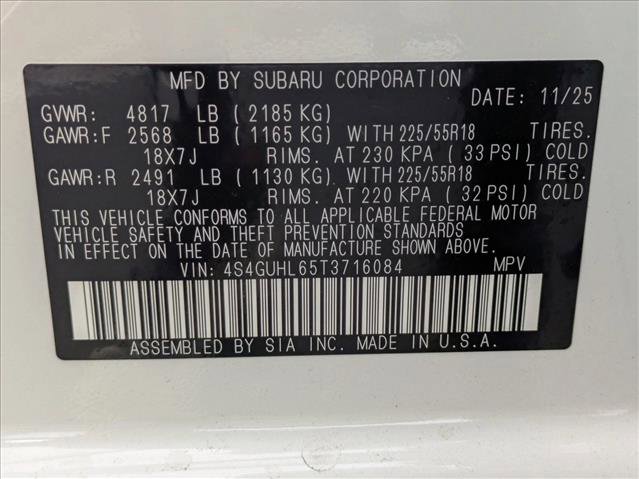 MFD BY SUBARU CORPORATION
DATE: 11/25
GVWR: 4817 LB ( 2185 KG)
GAWR:F 2568 LB ( 1165 KG) WITH 225/55R18 TIRES.
18X7J RIMS. AT 230 KPA ( 33 PSI) COLD
GAWR:R 2491 LB ( 1130 KG) WITH 225/55R18 TIRES.
18X7J RIMS. AT 220 KPA ( 32 PSI) COLD
THIS VEHICLE CONFORMS TO ALL APPLICABLE FEDERAL MOTOR
VEHICLE SAFETY AND THEFT PREVENTION STANDARDS
IN EFFECT ON THE DATE OF MANUFACTURE SHOWN ABOVE.
VIN: 4S4GUHL65T3716084 MPV
ASSEMBLED BY SIA INC. MADE IN U.S.A.